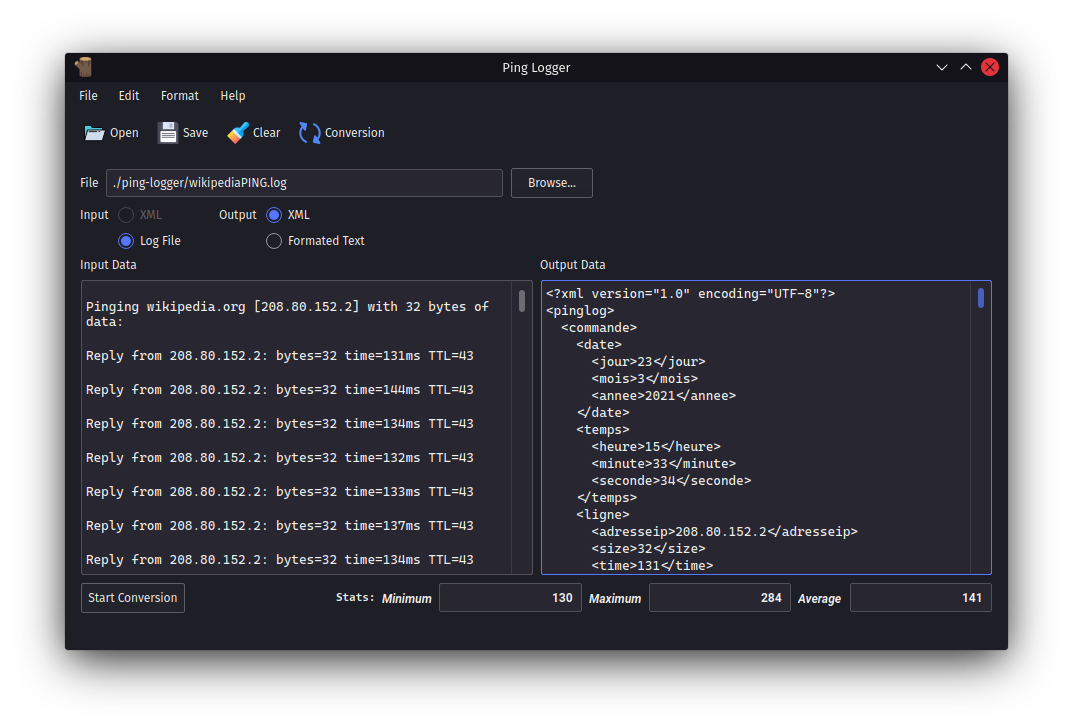 Ping Logger
File Edit Format Help
Open Save Clear Conversion
File ./ping-logger/wikipediaPING.log Browse...
Input XML Output XML
Log File Formated Text
Input Data
Pinging wikipedia.org [208.80.152.2] with 32 bytes of
data:
Reply from 208.80.152.2: bytes=32 time=131ms TTL=43
Reply from 208.80.152.2: bytes=32 time=144ms TTL=43
Reply from 208.80.152.2: bytes=32 time=134ms TTL=43
Reply from 208.80.152.2: bytes=32 time=132ms TTL=43
Reply from 208.80.152.2: bytes=32 time=133ms TTL=43
Reply from 208.80.152.2: bytes=32 time=137ms TTL=43
Reply from 208.80.152.2: bytes=32 time=134ms TTL=43
Output Data
<?xml version="1.0" encoding="UTF-8"?>
<pinglog>
<commande>
<date>
<jour>23</jour>
<mois>3</mois>
<annee>2021</annee>
</date>
<temps>
<heure>15</heure>
<minute>33</minute>
<seconde>34</seconde>
</temps>
<ligne>
<adresseip>208.80.152.2</adresseip>
<size>32</size>
<time>131</time>
Start Conversion Stats: Minimum 130 Maximum 284 Average 141